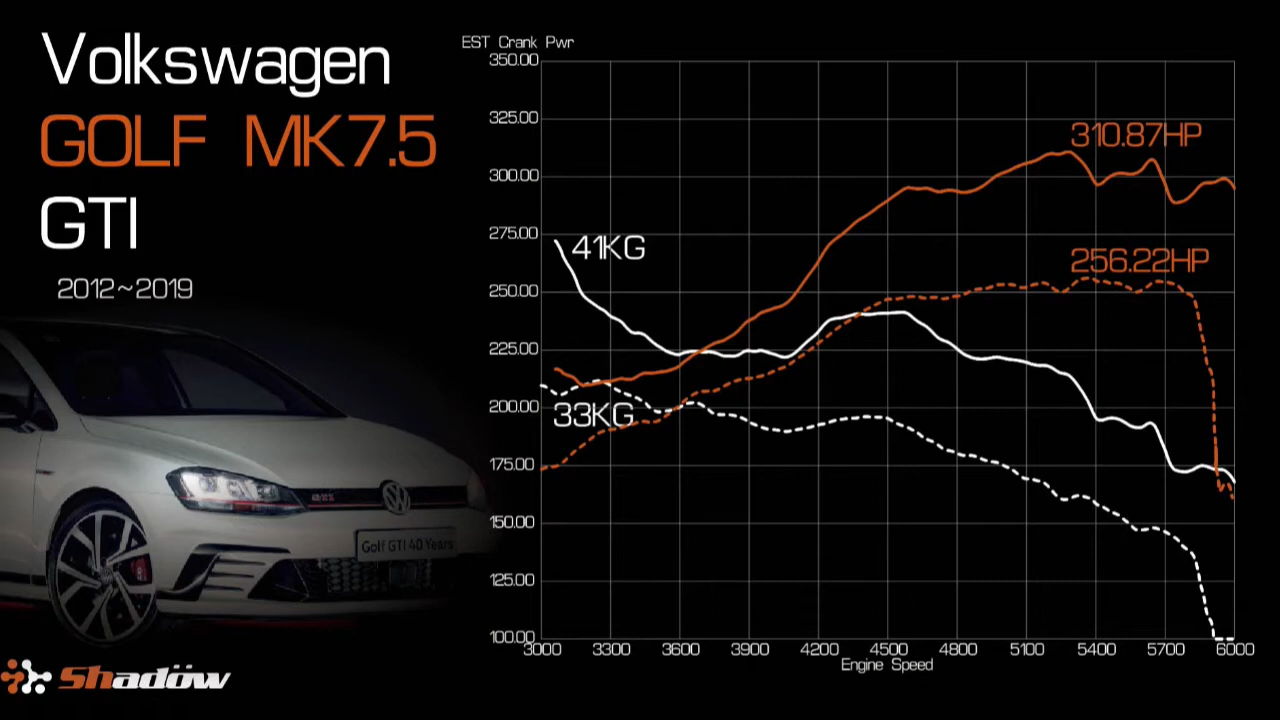 Volkswagen
GOLF MK7.5
GTI
2012~2019
GTI
Golf GTI 40 Years
Shadöw
EST Crank Pwr
350.00
325.00
300.00
275.00
250.00
225.00
200.00
175.00
150.00
125.00
100.00
310.87HP
256.22HP
41KG
33KG
3000 3300 3600 3900 4200 4500 4800 5100 5400 5700 6000
Engine Speed